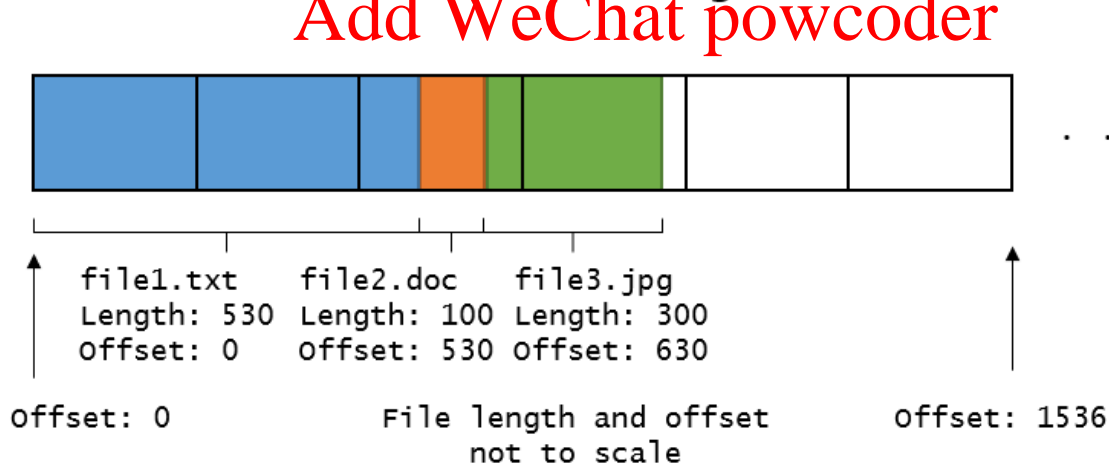 Add WeChat powcoder
file1.txt file2.doc file3.jpg
Length: 530 Length: 100 Length: 300
Offset: 0 Offset: 530 Offset: 630
Offset: 0 File length and offset Offset: 1536
not to scale